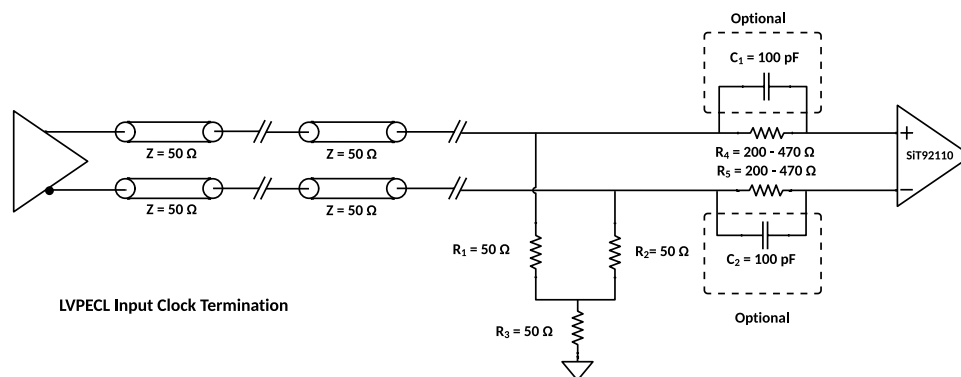 Optional
C₁ = 100 pF
Z = 50 Ω
Z = 50 Ω
R₄ = 200 - 470 Ω
R₅ = 200 - 470 Ω
SiT92110
Z = 50 Ω
Z = 50 Ω
R₁ = 50 Ω
R₂= 50 Ω
C₂ = 100 pF
LVPECL Input Clock Termination
Optional
R₃ = 50 Ω